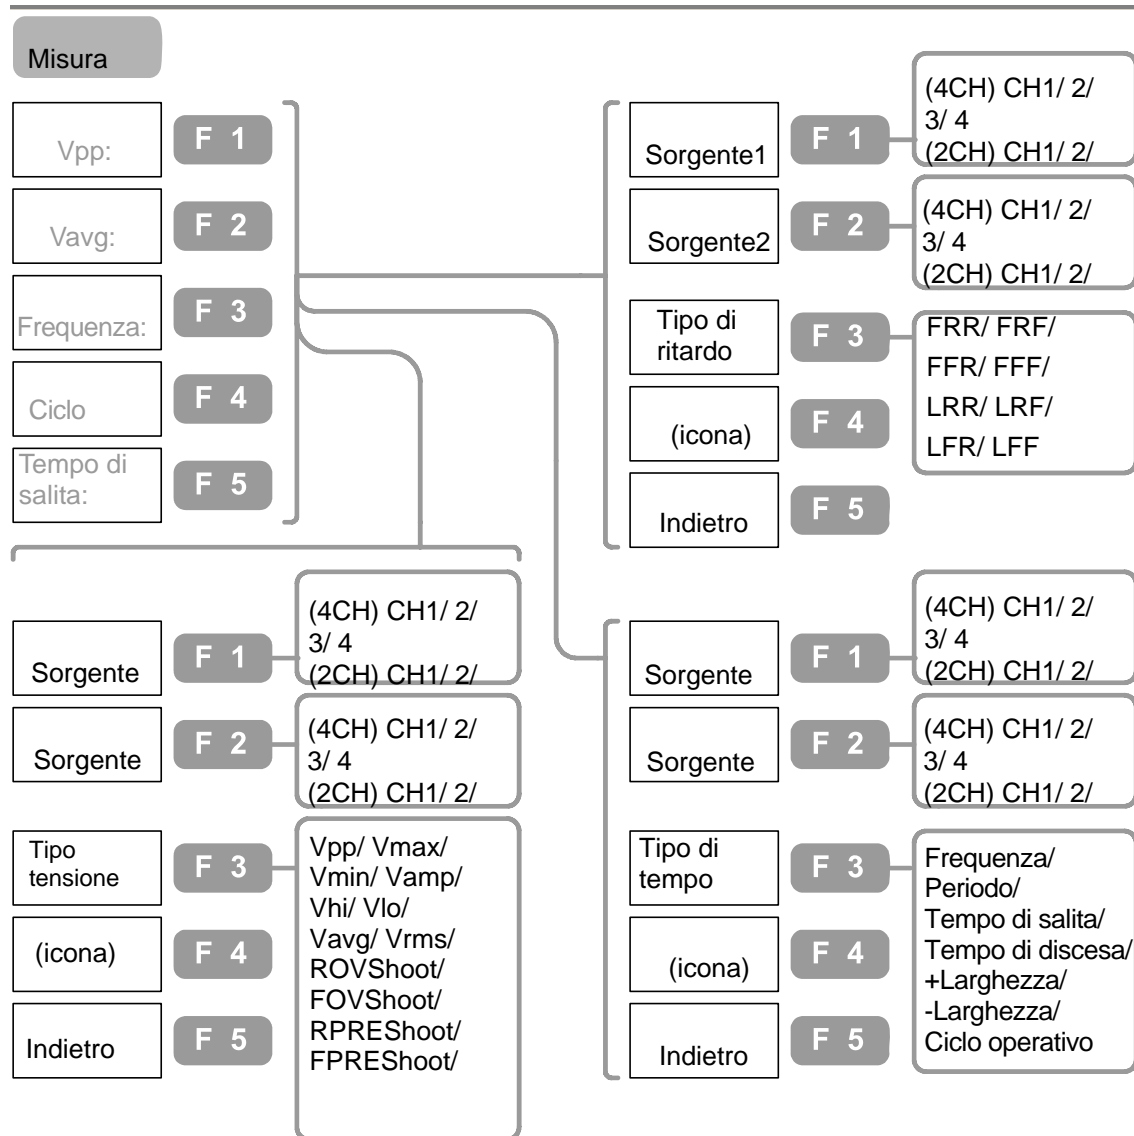 Misura
Vpp:
F 1
Vavg:
F 2
Frequenza:
F 3
Ciclo
F 4
Tempo di
salita:
F 5
Sorgente1
F 1
(4CH) CH1/ 2/
3/ 4
(2CH) CH1/ 2/
Sorgente2
F 2
(4CH) CH1/ 2/
3/ 4
(2CH) CH1/ 2/
Tipo di
ritardo
F 3
FRR/ FRF/
FFR/ FFF/
LRR/ LRF/
LFR/ LFF
(icona)
F 4
Indietro
F 5
Sorgente
F 1
(4CH) CH1/ 2/
3/ 4
(2CH) CH1/ 2/
Sorgente
F 2
(4CH) CH1/ 2/
3/ 4
(2CH) CH1/ 2/
Tipo
tensione
F 3
Vpp/ Vmax/
Vmin/ Vamp/
Vhi/ Vlo/
Vavg/ Vrms/
ROVShoot/
FOVShoot/
RPREShoot/
FPREShoot/
(icona)
F 4
Indietro
F 5
Sorgente
F 1
(4CH) CH1/ 2/
3/ 4
(2CH) CH1/ 2/
Sorgente
F 2
(4CH) CH1/ 2/
3/ 4
(2CH) CH1/ 2/
Tipo di
tempo
F 3
Frequenza/
Periodo/
Tempo di salita/
Tempo di discesa/
+Larghezza/
-Larghezza/
Ciclo operativo
(icona)
F 4
Indietro
F 5